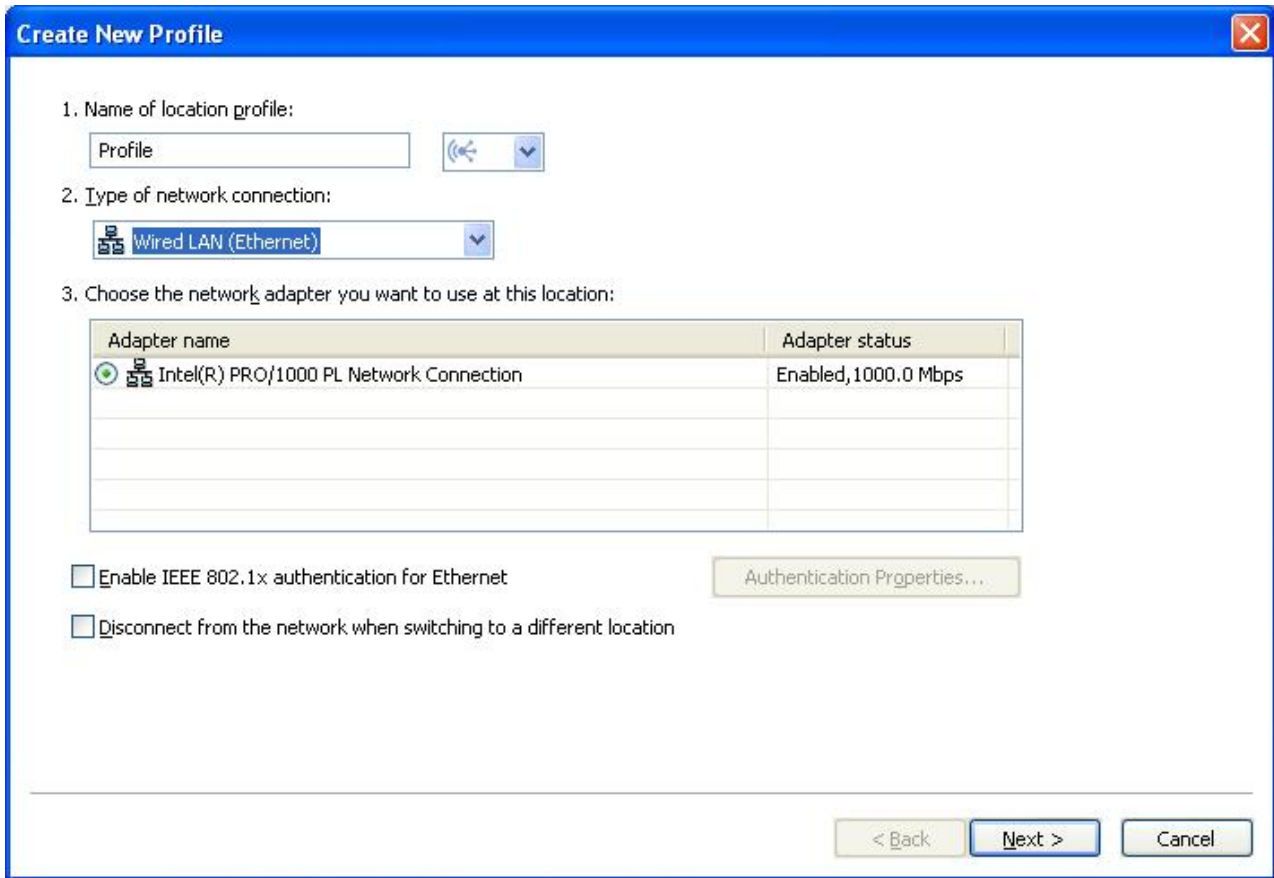 Create New Profile
1. Name of location profile:
Profile
2. Type of network connection:
Wired LAN (Ethernet)
3. Choose the network adapter you want to use at this location:
Adapter name Adapter status
Intel(R) PRO/1000 PL Network Connection Enabled,1000.0 Mbps
Enable IEEE 802.1x authentication for Ethernet Authentication Properties...
Disconnect from the network when switching to a different location
< Back Next > Cancel